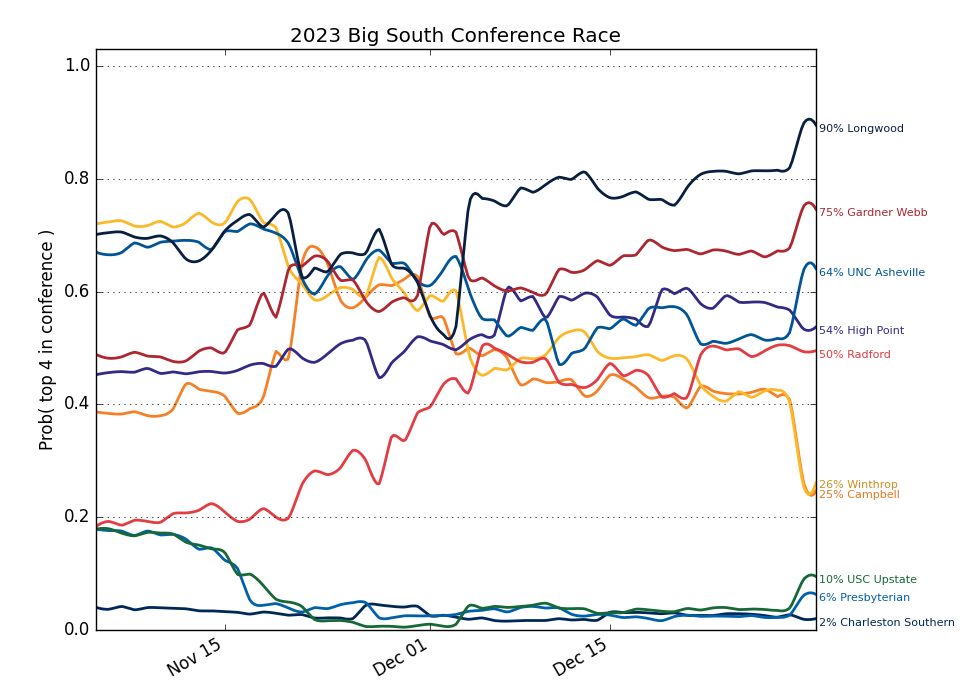 2023 Big South Conference Race
Prob( top 4 in conference )
1.0
0.8
0.6
0.4
0.2
0.0
Nov 15
Dec 01
Dec 15
90% Longwood
75% Gardner Webb
64% UNC Asheville
54% High Point
50% Radford
26% Winthrop
25% Campbell
10% USC Upstate
6% Presbyterian
2% Charleston Southern